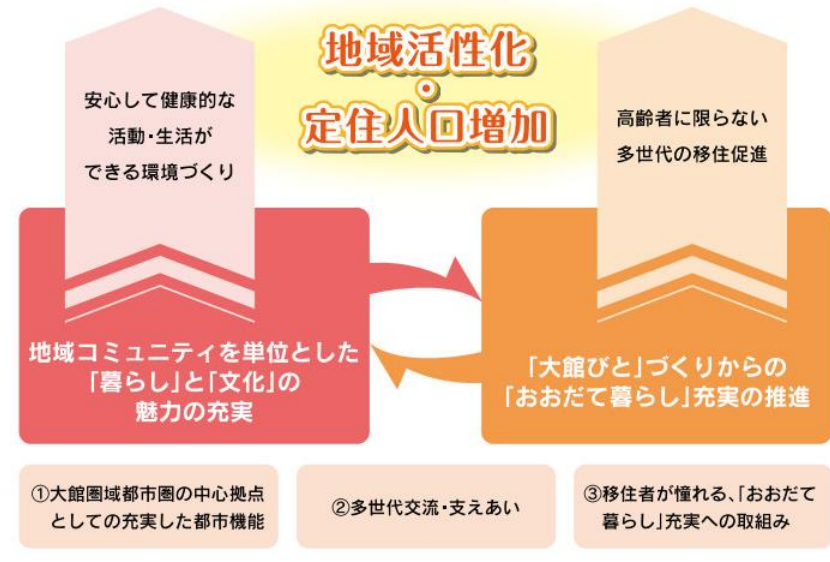 地域活性化
・
定住人口増加
安心して健康的な
活動・生活が
できる環境づくり
高齢者に限らない
多世代の移住促進
地域コミュニティを単位とした
「暮らし」と「文化」の
魅力の充実
「大館びと」づくりからの
「おおだて暮らし」充実の推進
①大館圏域都市圏の中心拠点
としての充実した都市機能
②多世代交流・支えあい
③移住者が憧れる、「おおだて
暮らし」充実への取組み